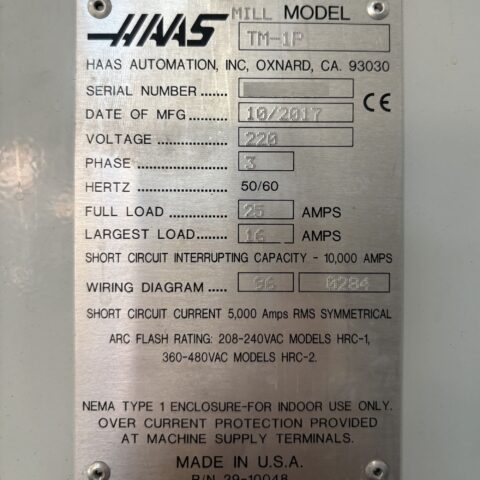 HAAS MILL MODEL
TM-1P
HAAS AUTOMATION, INC, OXNARD, CA. 93030
SERIAL NUMBER ......
DATE OF MFG ........... 10/2017
CE
VOLTAGE ................. 220
PHASE ..................... 3
HERTZ ..................... 50/60
FULL LOAD .............. 25 AMPS
LARGEST LOAD....... 16 AMPS
SHORT CIRCUIT INTERRUPTING CAPACITY - 10,000 AMPS
WIRING DIAGRAM ..... 96 0284
SHORT CIRCUIT CURRENT 5,000 Amps RMS SYMMETRICAL
ARC FLASH RATING: 208-240VAC MODELS HRC-1,
360-480VAC MODELS HRC-2.
NEMA TYPE 1 ENCLOSURE-FOR INDOOR USE ONLY.
OVER CURRENT PROTECTION PROVIDED
AT MACHINE SUPPLY TERMINALS.
MADE IN U.S.A.
P/N 29-10048